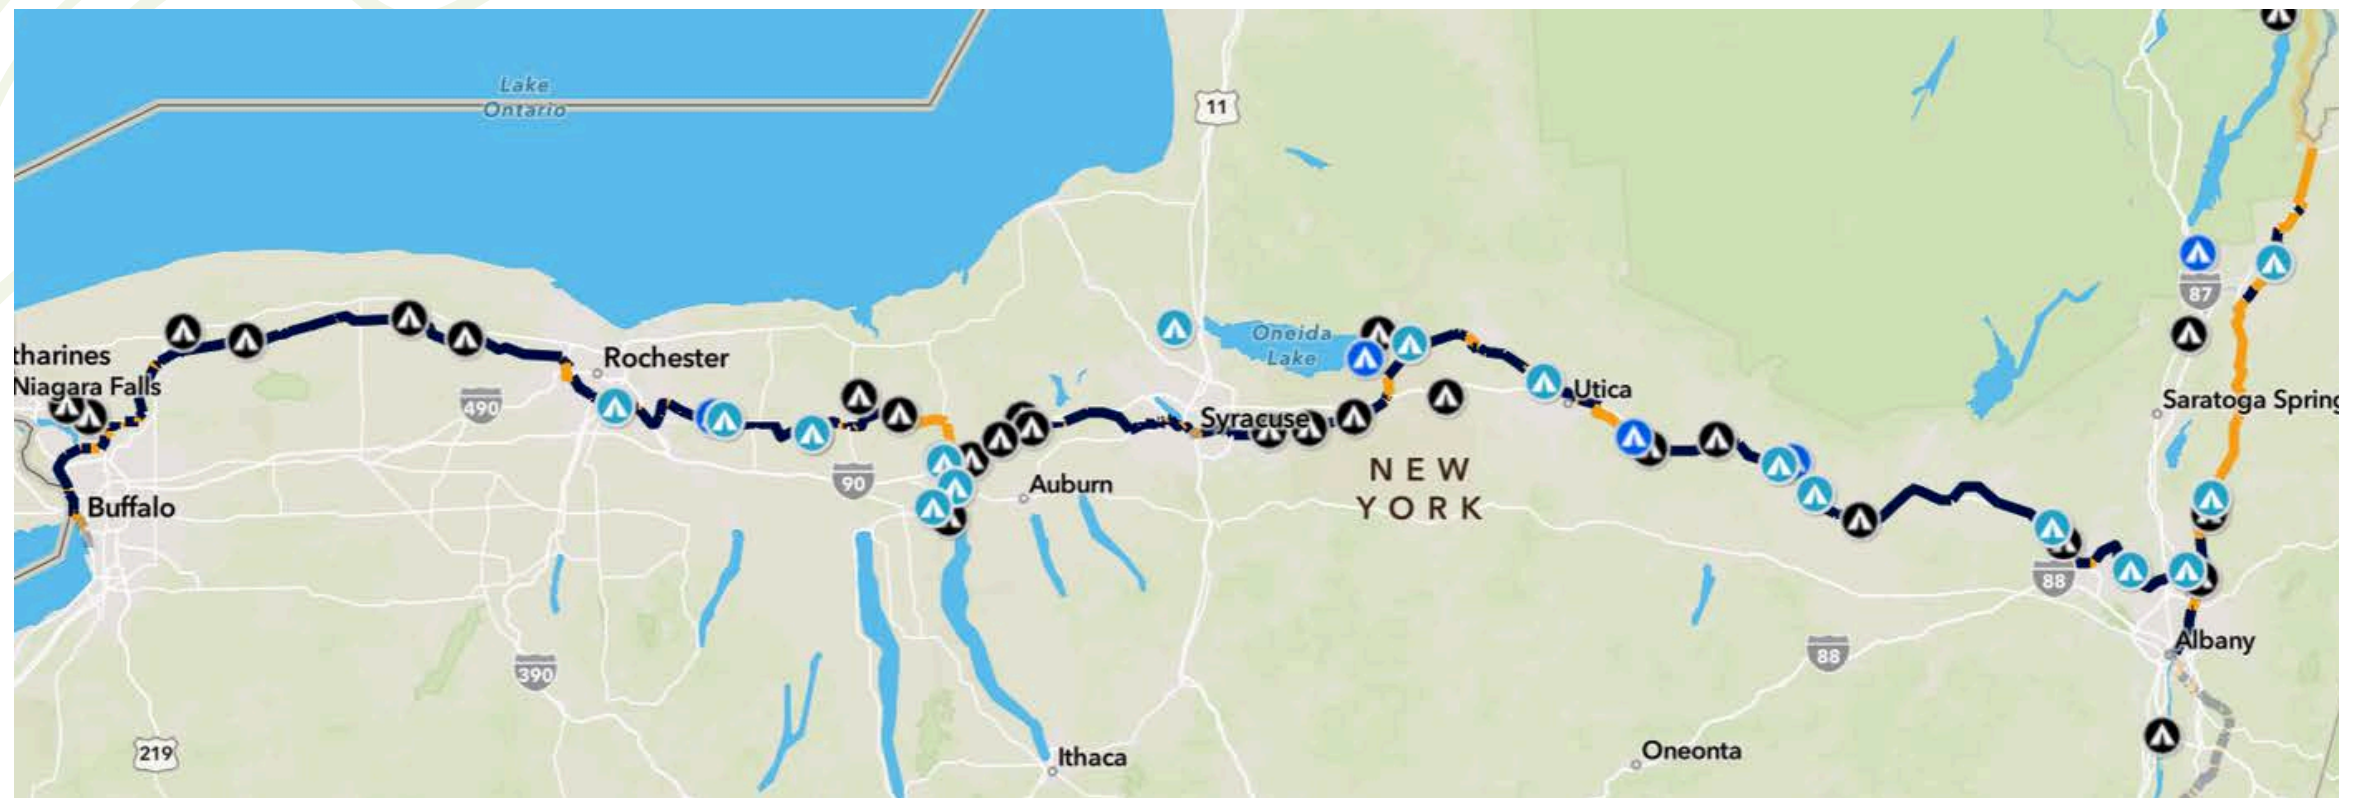 Lake
Ontario
11
87
Oneida
Lake
Rochester
tharines
Niagara Falls
490
Utica
Saratoga Spring
Syracuse
NEW
YORK
90
Auburn
Buffalo
88
Albany
88
390
219
Ithaca
Oneonta